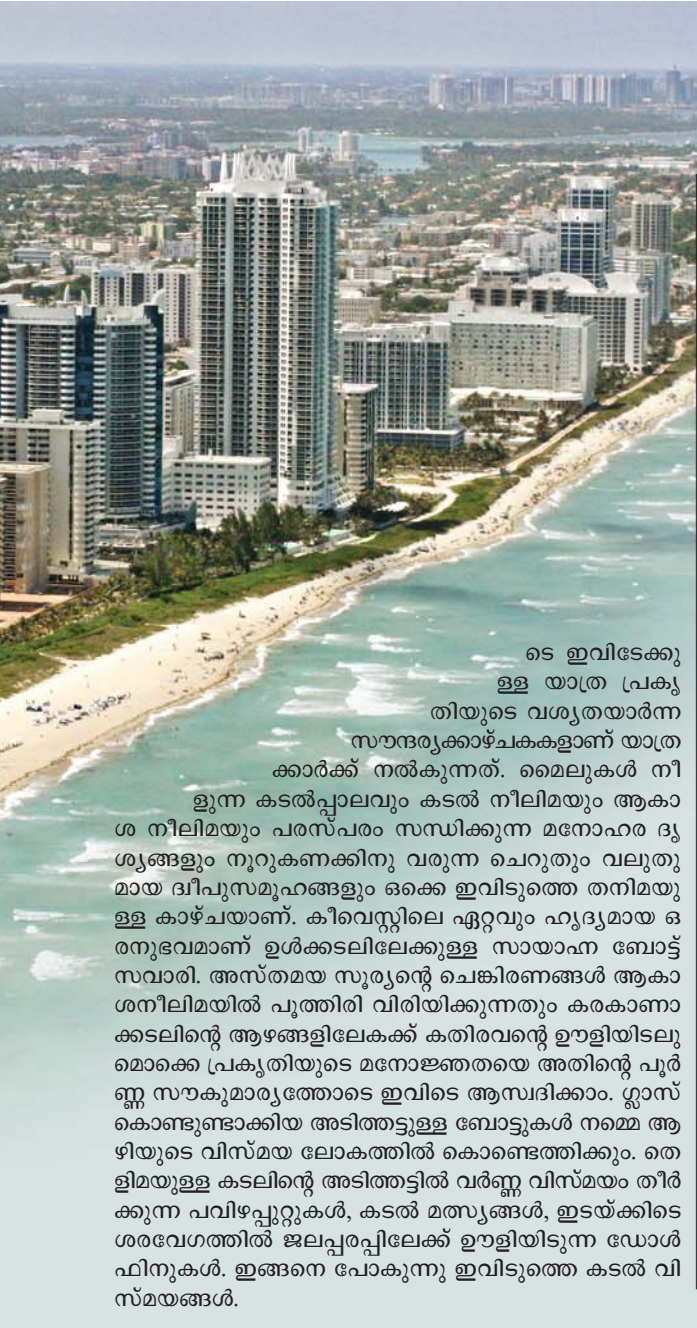 ടെ ഇവിടേക്കു
ള്ള യാത്ര പ്രകൃ
തിയുടെ വശ്യതയാർന്ന
സൗന്ദര്യക്കാഴ്ചകകളാണ് യാത്ര
ക്കാർക്ക് നൽകുന്നത്. മൈലുകൾ നീ
ളുന്ന കടൽപ്പാലവും കടൽ നീലിമയും ആകാ
ശ നീലിമയും പരസ്പരം സന്ധിക്കുന്ന മനോഹര ദൃ
ശ്യങ്ങളും നൂറുകണക്കിനു വരുന്ന ചെറുതും വലുതു
മായ ദ്വീപുസമൂഹങ്ങളും ഒക്കെ ഇവിടുത്തെ തനിമയു
ള്ള കാഴ്ചയാണ്. കീവെസ്റ്റിലെ ഏറ്റവും ഹൃദ്യമായ ഒ
രനുഭവമാണ് ഉൾക്കടലിലേക്കുള്ള സായാഹ്ന ബോട്ട്
സവാരി. അസ്തമയ സൂര്യന്റെ ചെങ്കിരണങ്ങൾ ആകാ
ശനീലിമയിൽ പൂത്തിരി വിരിയിക്കുന്നതും കരകാണാ
ക്കടലിന്റെ ആഴങ്ങളിലേകക്ക് കതിരവന്റെ ഊളിയിടലു
മൊക്കെ പ്രകൃതിയുടെ മനോജ്ഞതയെ അതിന്റെ പൂർ
ണ്ണ സൗകുമാര്യത്തോടെ ഇവിടെ ആസ്വദിക്കാം. ഗ്ലാസ്
കൊണ്ടുണ്ടാക്കിയ അടിത്തട്ടുള്ള ബോട്ടുകൾ നമ്മെ ആ
ഴിയുടെ വിസ്മയ ലോകത്തിൽ കൊണ്ടെത്തിക്കും. തെ
ളിമയുള്ള കടലിന്റെ അടിത്തട്ടിൽ വർണ്ണ വിസ്മയം തീർ
ക്കുന്ന പവിഴപ്പുറ്റുകൾ, കടൽ മത്സ്യങ്ങൾ, ഇടയ്ക്കിടെ
ശരവേഗത്തിൽ ജലപ്പരപ്പിലേക്ക് ഊളിയിടുന്ന ഡോൾ
ഫിനുകൾ. ഇങ്ങനെ പോകുന്നു ഇവിടുത്തെ കടൽ വി
സ്മയങ്ങൾ.